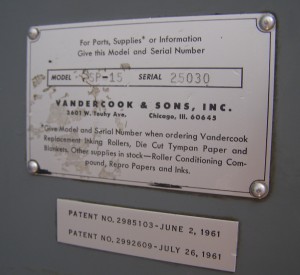 For Parts, Supplies* or Information
Give this Model and Serial Number
MODEL SP-15 SERIAL 25030
VANDERCOOK & SONS, INC.
3601 W. Touhy Ave. Chicago, Ill. 60645
Give Model and Serial Number when ordering Vandercook
Replacement Inking Rollers, Die Cut Tympan Paper and
Blankets. Other supplies in stock—Roller Conditioning Com-
pound, Repro Papers and Inks.
PATENT NO. 2985103-JUNE 2, 1961
PATENT NO. 2992609-JULY 26, 1961